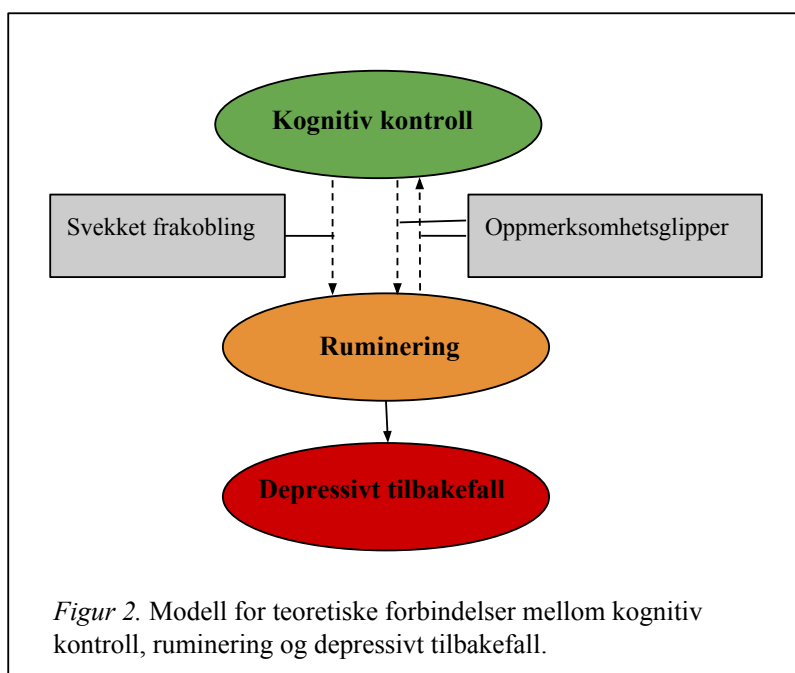 Kognitiv kontroll
Svekket frakobling
Oppmerksomhetsglipper
Ruminering
Depressivt tilbakefall
Figur 2. Modell for teoretiske forbindelser mellom kognitiv
kontroll, ruminering og depressivt tilbakefall.